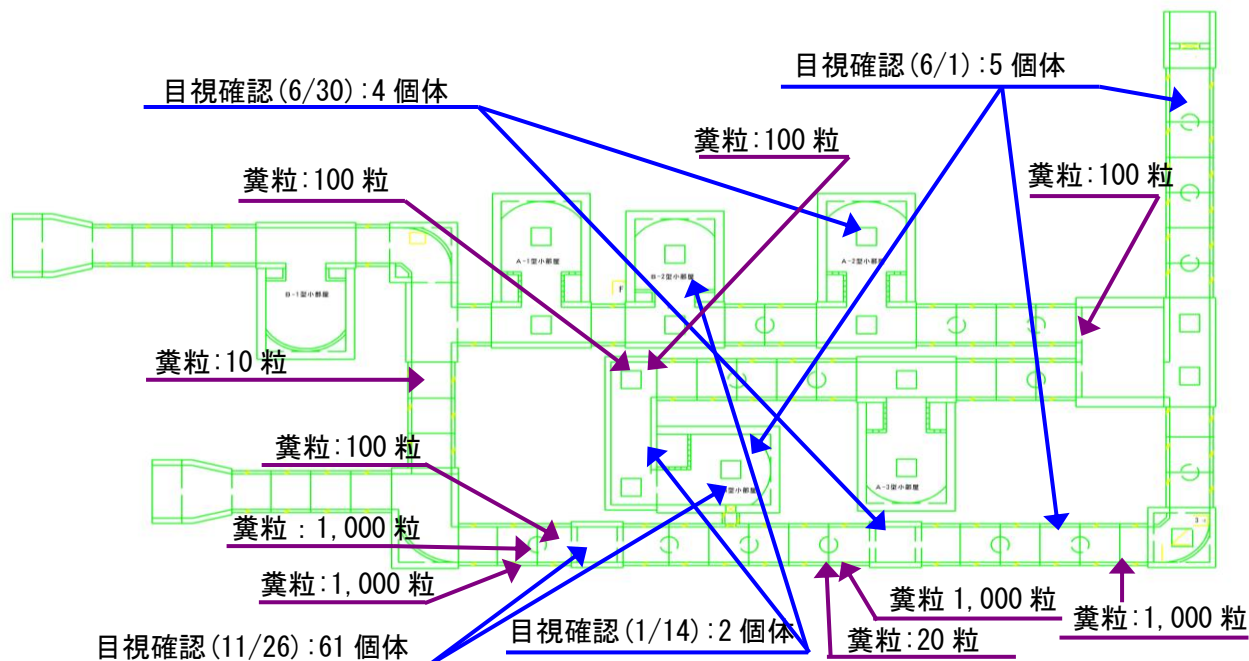 目視確認(6/30):4 個体
目視確認(6/1):5 個体
糞粒:100 粒
糞粒:100 粒
糞粒:100 粒
A-1型小部屋
B-2型小部屋
A-2型小部屋
F
B-1型小部屋
糞粒:10 粒
糞粒:100 粒
型小部屋
A-3型小部屋
糞粒：1,000 粒
糞粒:1,000 粒
糞粒 1,000 粒
糞粒:1,000 粒
目視確認(11/26):61 個体
目視確認(1/14):2 個体
糞粒:20 粒